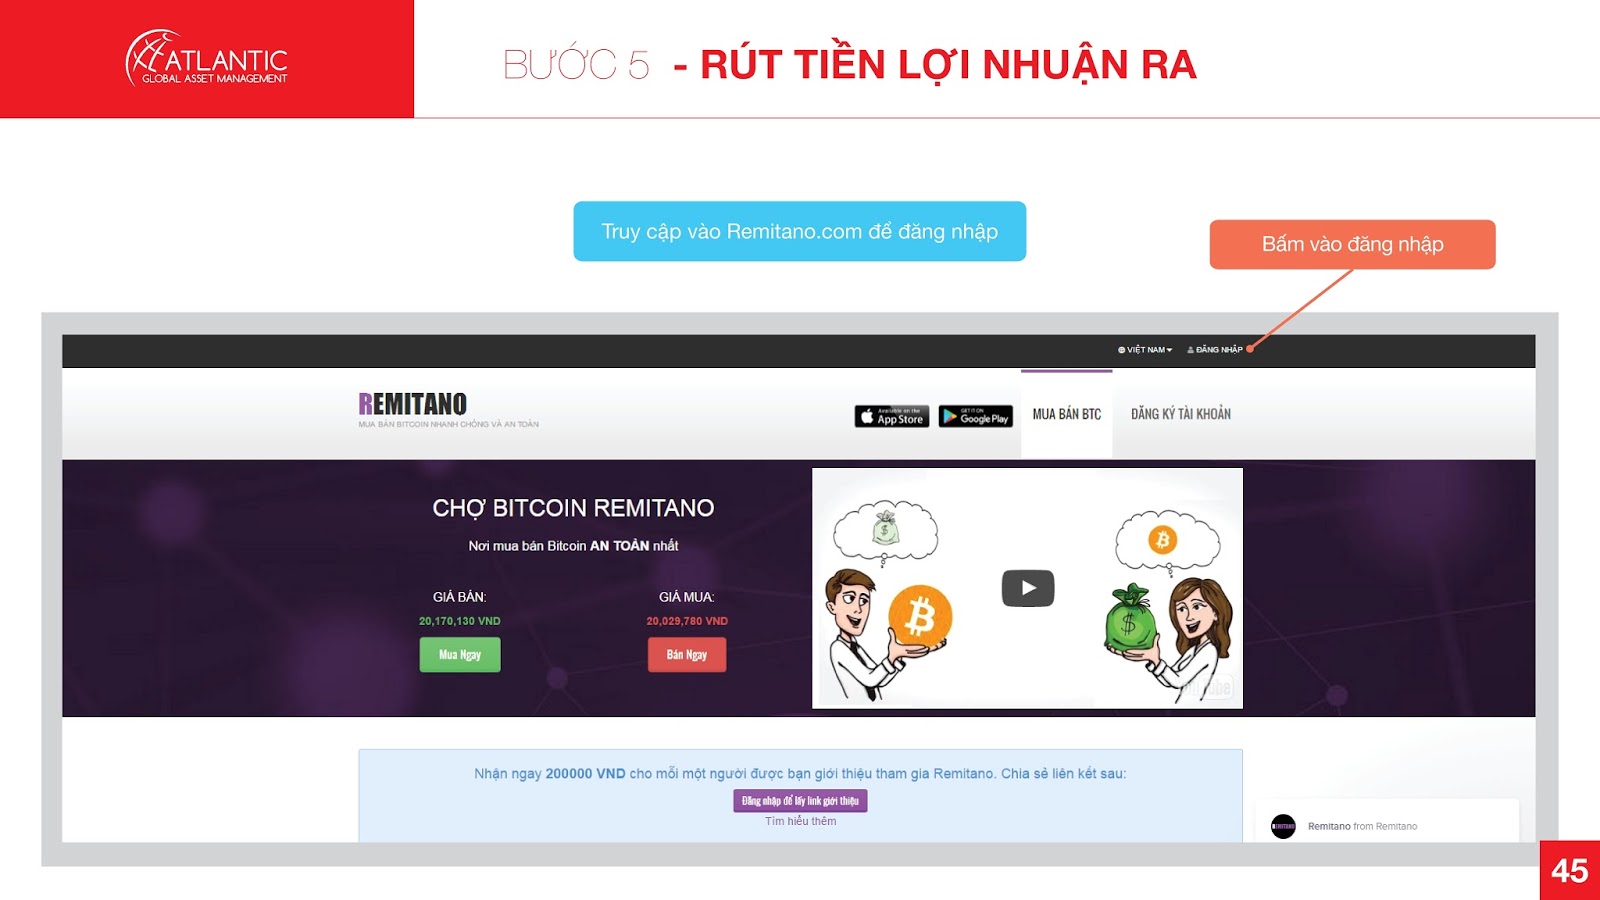 ATLANTIC
GLOBAL ASSET MANAGEMENT
BƯỚC 5 - RÚT TIỀN LỢI NHUẬN RA
Truy cập vào Remitano.com để đăng nhập
Bấm vào đăng nhập
VIỆT NAM
ĐĂNG NHẬP
REMITANO
MUA BÁN BITCOIN NHANH CHÓNG VÀ AN TOÀN
Available on the
App Store
GET IT ON
Google Play
MUA BÁN BTC
ĐĂNG KÝ TÀI KHOẢN
CHỢ BITCOIN REMITANO
Nơi mua bán Bitcoin AN TOÀN nhất
GIÁ BÁN:
GIÁ MUA:
20,170,130 VND
20,029,780 VND
Mua Ngay
Bán Ngay
YouTube
Nhận ngay 200000 VND cho mỗi một người được bạn giới thiệu tham gia Remitano. Chia sẻ liên kết sau:
Đăng nhập để lấy link giới thiệu
Tìm hiểu thêm
REMITANO
Remitano from Remitano
45